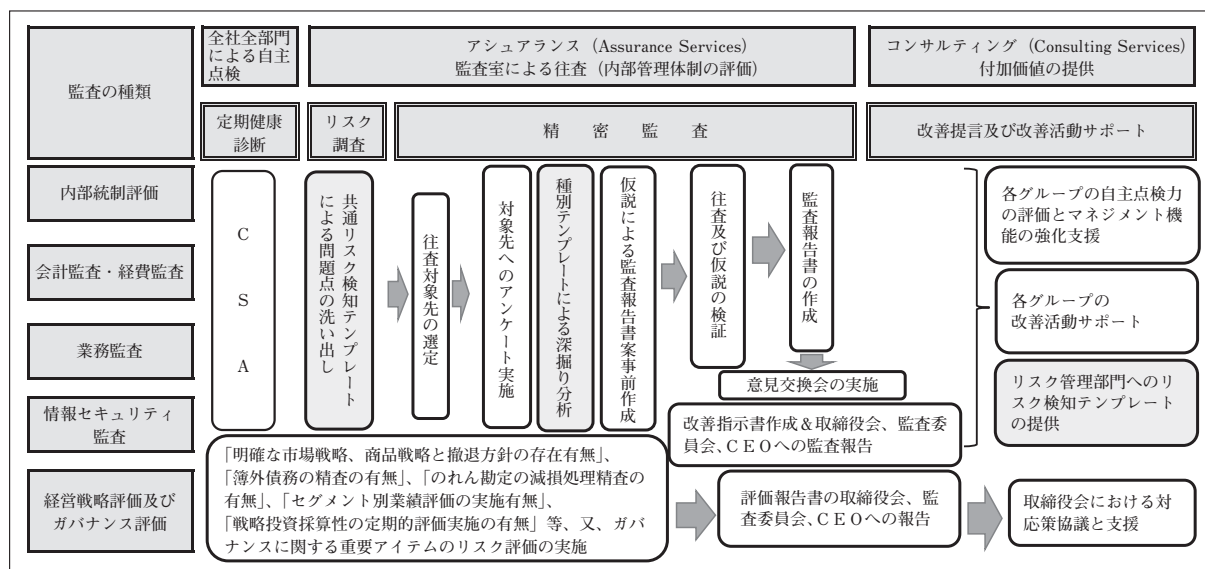 監査の種類
全社全部門
による自主
点検
アシュアランス（Assurance Services）
監査室による往査（内部管理体制の評価）
コンサルティング（Consulting Services）
付加価値の提供
定期健康
診断
リスク
調査
精密監査
改善提言及び改善活動サポート
内部統制評価
会計監査・経費監査
業務監査
情報セキュリティ
監査
経営戦略評価及び
ガバナンス評価
CSA
共通リスク検知テンプレート
による問題点の洗い出し
往査対象先の選定
対象先へのアンケート実施
種別テンプレートによる深掘り分析
仮説による監査報告書案事前作成
往査及び仮説の検証
監査報告書の作成
意見交換会の実施
改善指示書作成＆取締役会、監査委
員会、ＣＥＯへの監査報告
各グループの自主点検力
の評価とマネジメント機
能の強化支援
各グループの
改善活動サポート
リスク管理部門へのリ
スク検知テンプレート
の提供
「明確な市場戦略、商品戦略と撤退方針の存在有無」、
「簿外債務の精査の有無」、「のれん勘定の減損処理精査の
有無」、「セグメント別業績評価の実施有無」、
「戦略投資採算性の定期的評価実施の有無」等、又、ガバ
ナンスに関する重要アイテムのリスク評価の実施
評価報告書の取締役会、監
査委員会、ＣＥＯへの報告
取締役会における対
応策協議と支援